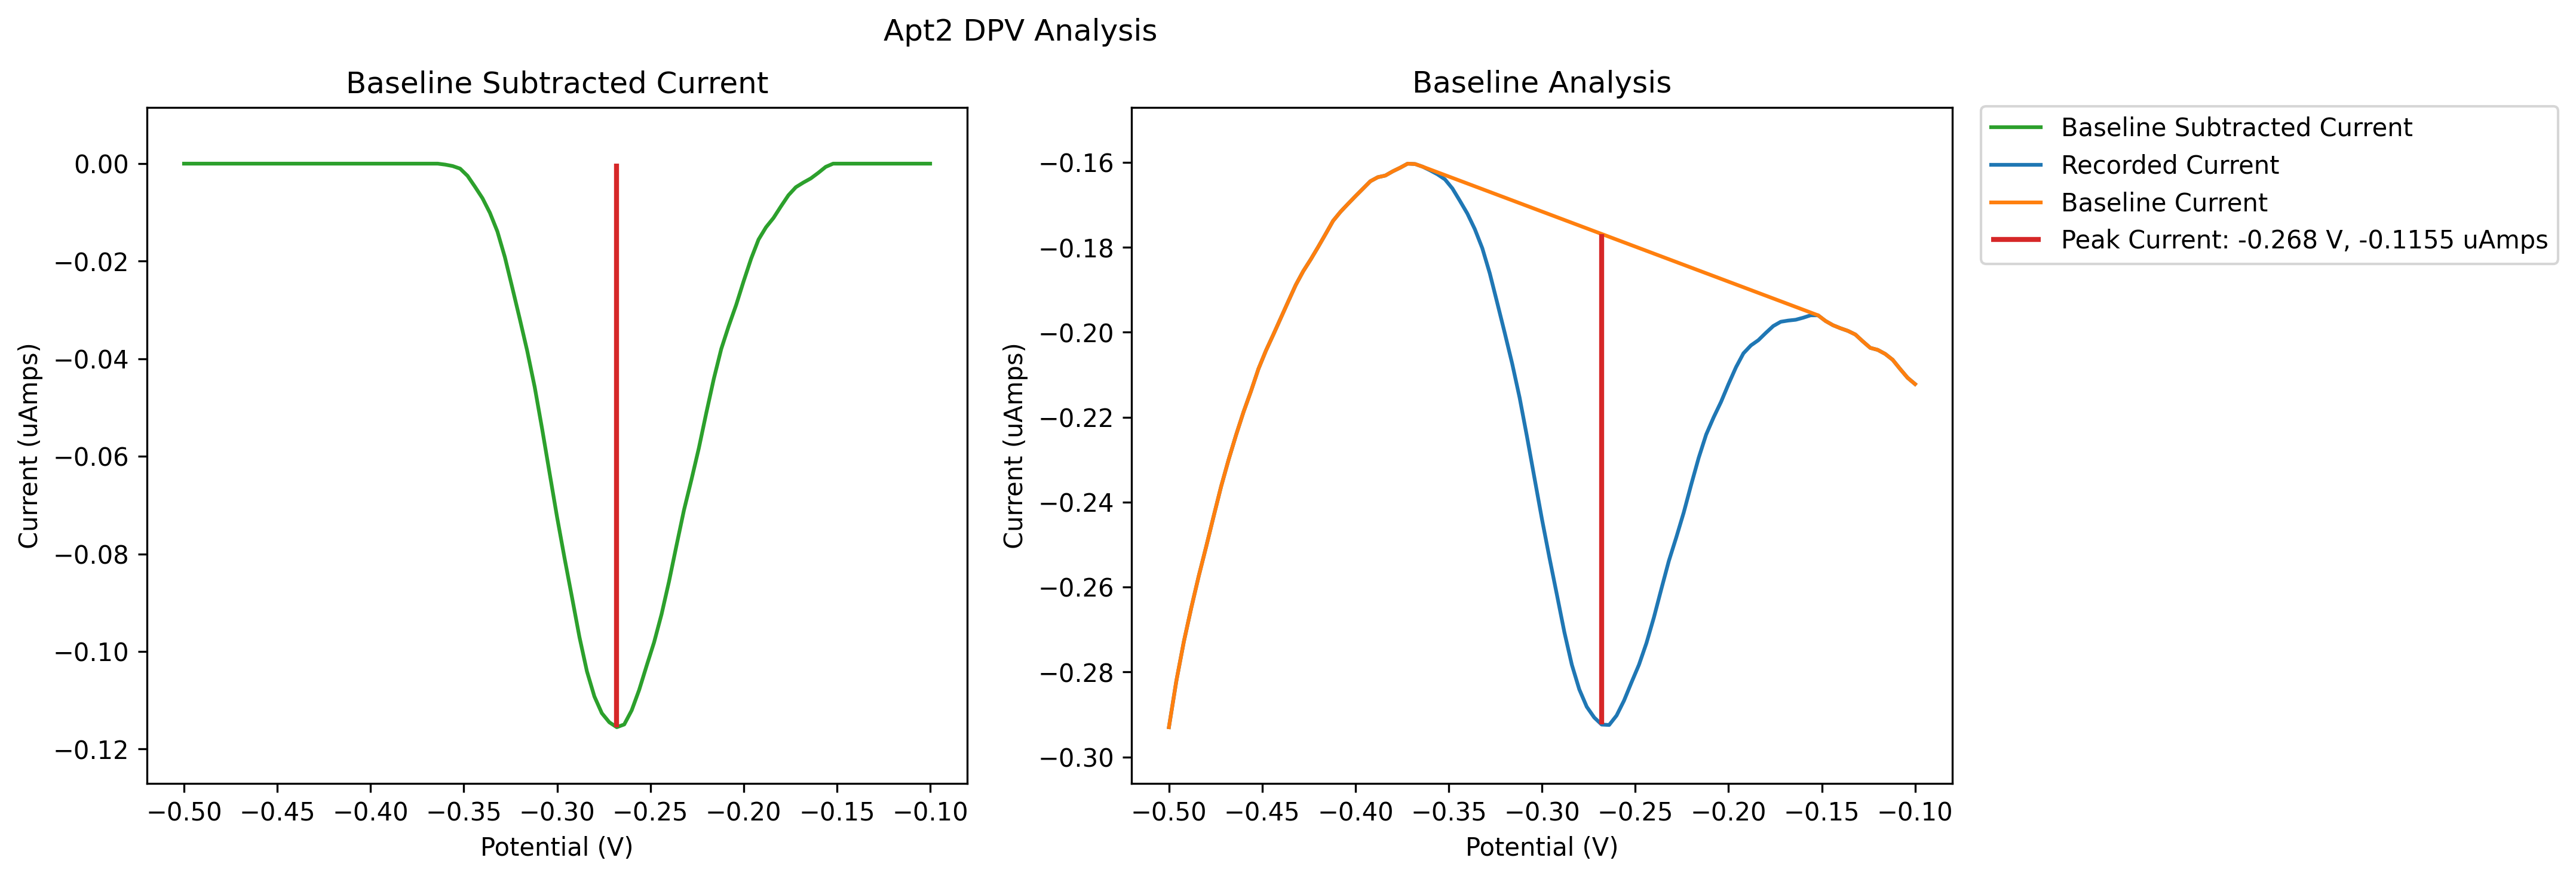 Apt2 DPV Analysis
Baseline Subtracted Current
0.00
−0.02
−0.04
−0.06
−0.08
−0.10
−0.12
Current (uAmps)
−0.50 −0.45 −0.40 −0.35 −0.30 −0.25 −0.20 −0.15 −0.10
Potential (V)
Baseline Analysis
−0.16
−0.18
−0.20
−0.22
−0.24
−0.26
−0.28
−0.30
Current (uAmps)
−0.50 −0.45 −0.40 −0.35 −0.30 −0.25 −0.20 −0.15 −0.10
Potential (V)
Baseline Subtracted Current
Recorded Current
Baseline Current
Peak Current: -0.268 V, -0.1155 uAmps